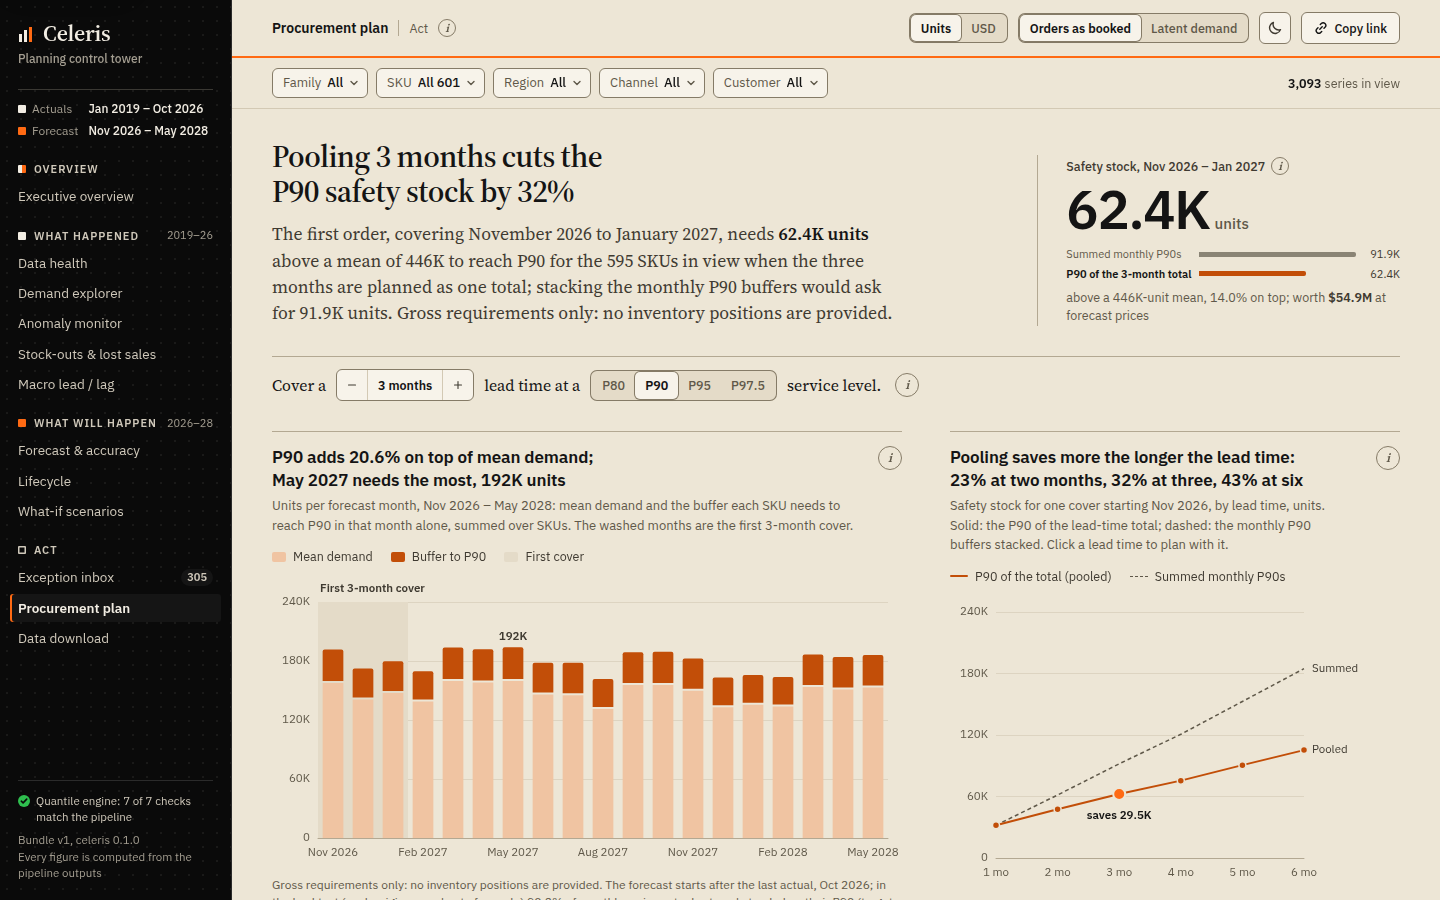 Celeris
Planning control tower
Actuals Jan 2019 – Oct 2026
Forecast Nov 2026 – May 2028
OVERVIEW
Executive overview
WHAT HAPPENED 2019–26
Data health
Demand explorer
Anomaly monitor
Stock-outs & lost sales
Macro lead / lag
WHAT WILL HAPPEN 2026–28
Forecast & accuracy
Lifecycle
What-if scenarios
ACT
Exception inbox 305
Procurement plan
Data download
Quantile engine: 7 of 7 checks
match the pipeline
Bundle v1, celeris 0.1.0
Every figure is computed from the
pipeline outputs
Procurement plan Act i
Units USD Orders as booked Latent demand Copy link
Family All SKU All 601 Region All Channel All Customer All
3,093 series in view
Pooling 3 months cuts the
P90 safety stock by 32%
The first order, covering November 2026 to January 2027, needs 62.4K units
above a mean of 446K to reach P90 for the 595 SKUs in view when the three
months are planned as one total; stacking the monthly P90 buffers would ask
for 91.9K units. Gross requirements only: no inventory positions are provided.
Safety stock, Nov 2026 – Jan 2027 i
62.4K units
Summed monthly P90s 91.9K
P90 of the 3-month total 62.4K
above a 446K-unit mean, 14.0% on top; worth $54.9M at
forecast prices
Cover a − 3 months + lead time at a P80 P90 P95 P97.5 service level. i
P90 adds 20.6% on top of mean demand;
May 2027 needs the most, 192K units
i
Units per forecast month, Nov 2026 – May 2028: mean demand and the buffer each SKU needs to
reach P90 in that month alone, summed over SKUs. The washed months are the first 3-month cover.
Mean demand Buffer to P90 First cover
First 3-month cover
240K
180K
120K
60K
0
192K
Nov 2026 Feb 2027 May 2027 Aug 2027 Nov 2027 Feb 2028 May 2028
Gross requirements only: no inventory positions are provided. The forecast starts after the last actual, Oct 2026; in
Pooling saves more the longer the lead time:
23% at two months, 32% at three, 43% at six
i
Safety stock for one cover starting Nov 2026, by lead time, units.
Solid: the P90 of the lead-time total; dashed: the monthly P90
buffers stacked. Click a lead time to plan with it.
P90 of the total (pooled) Summed monthly P90s
240K
180K
120K
60K
0
Summed
Pooled
saves 29.5K
1 mo 2 mo 3 mo 4 mo 5 mo 6 mo